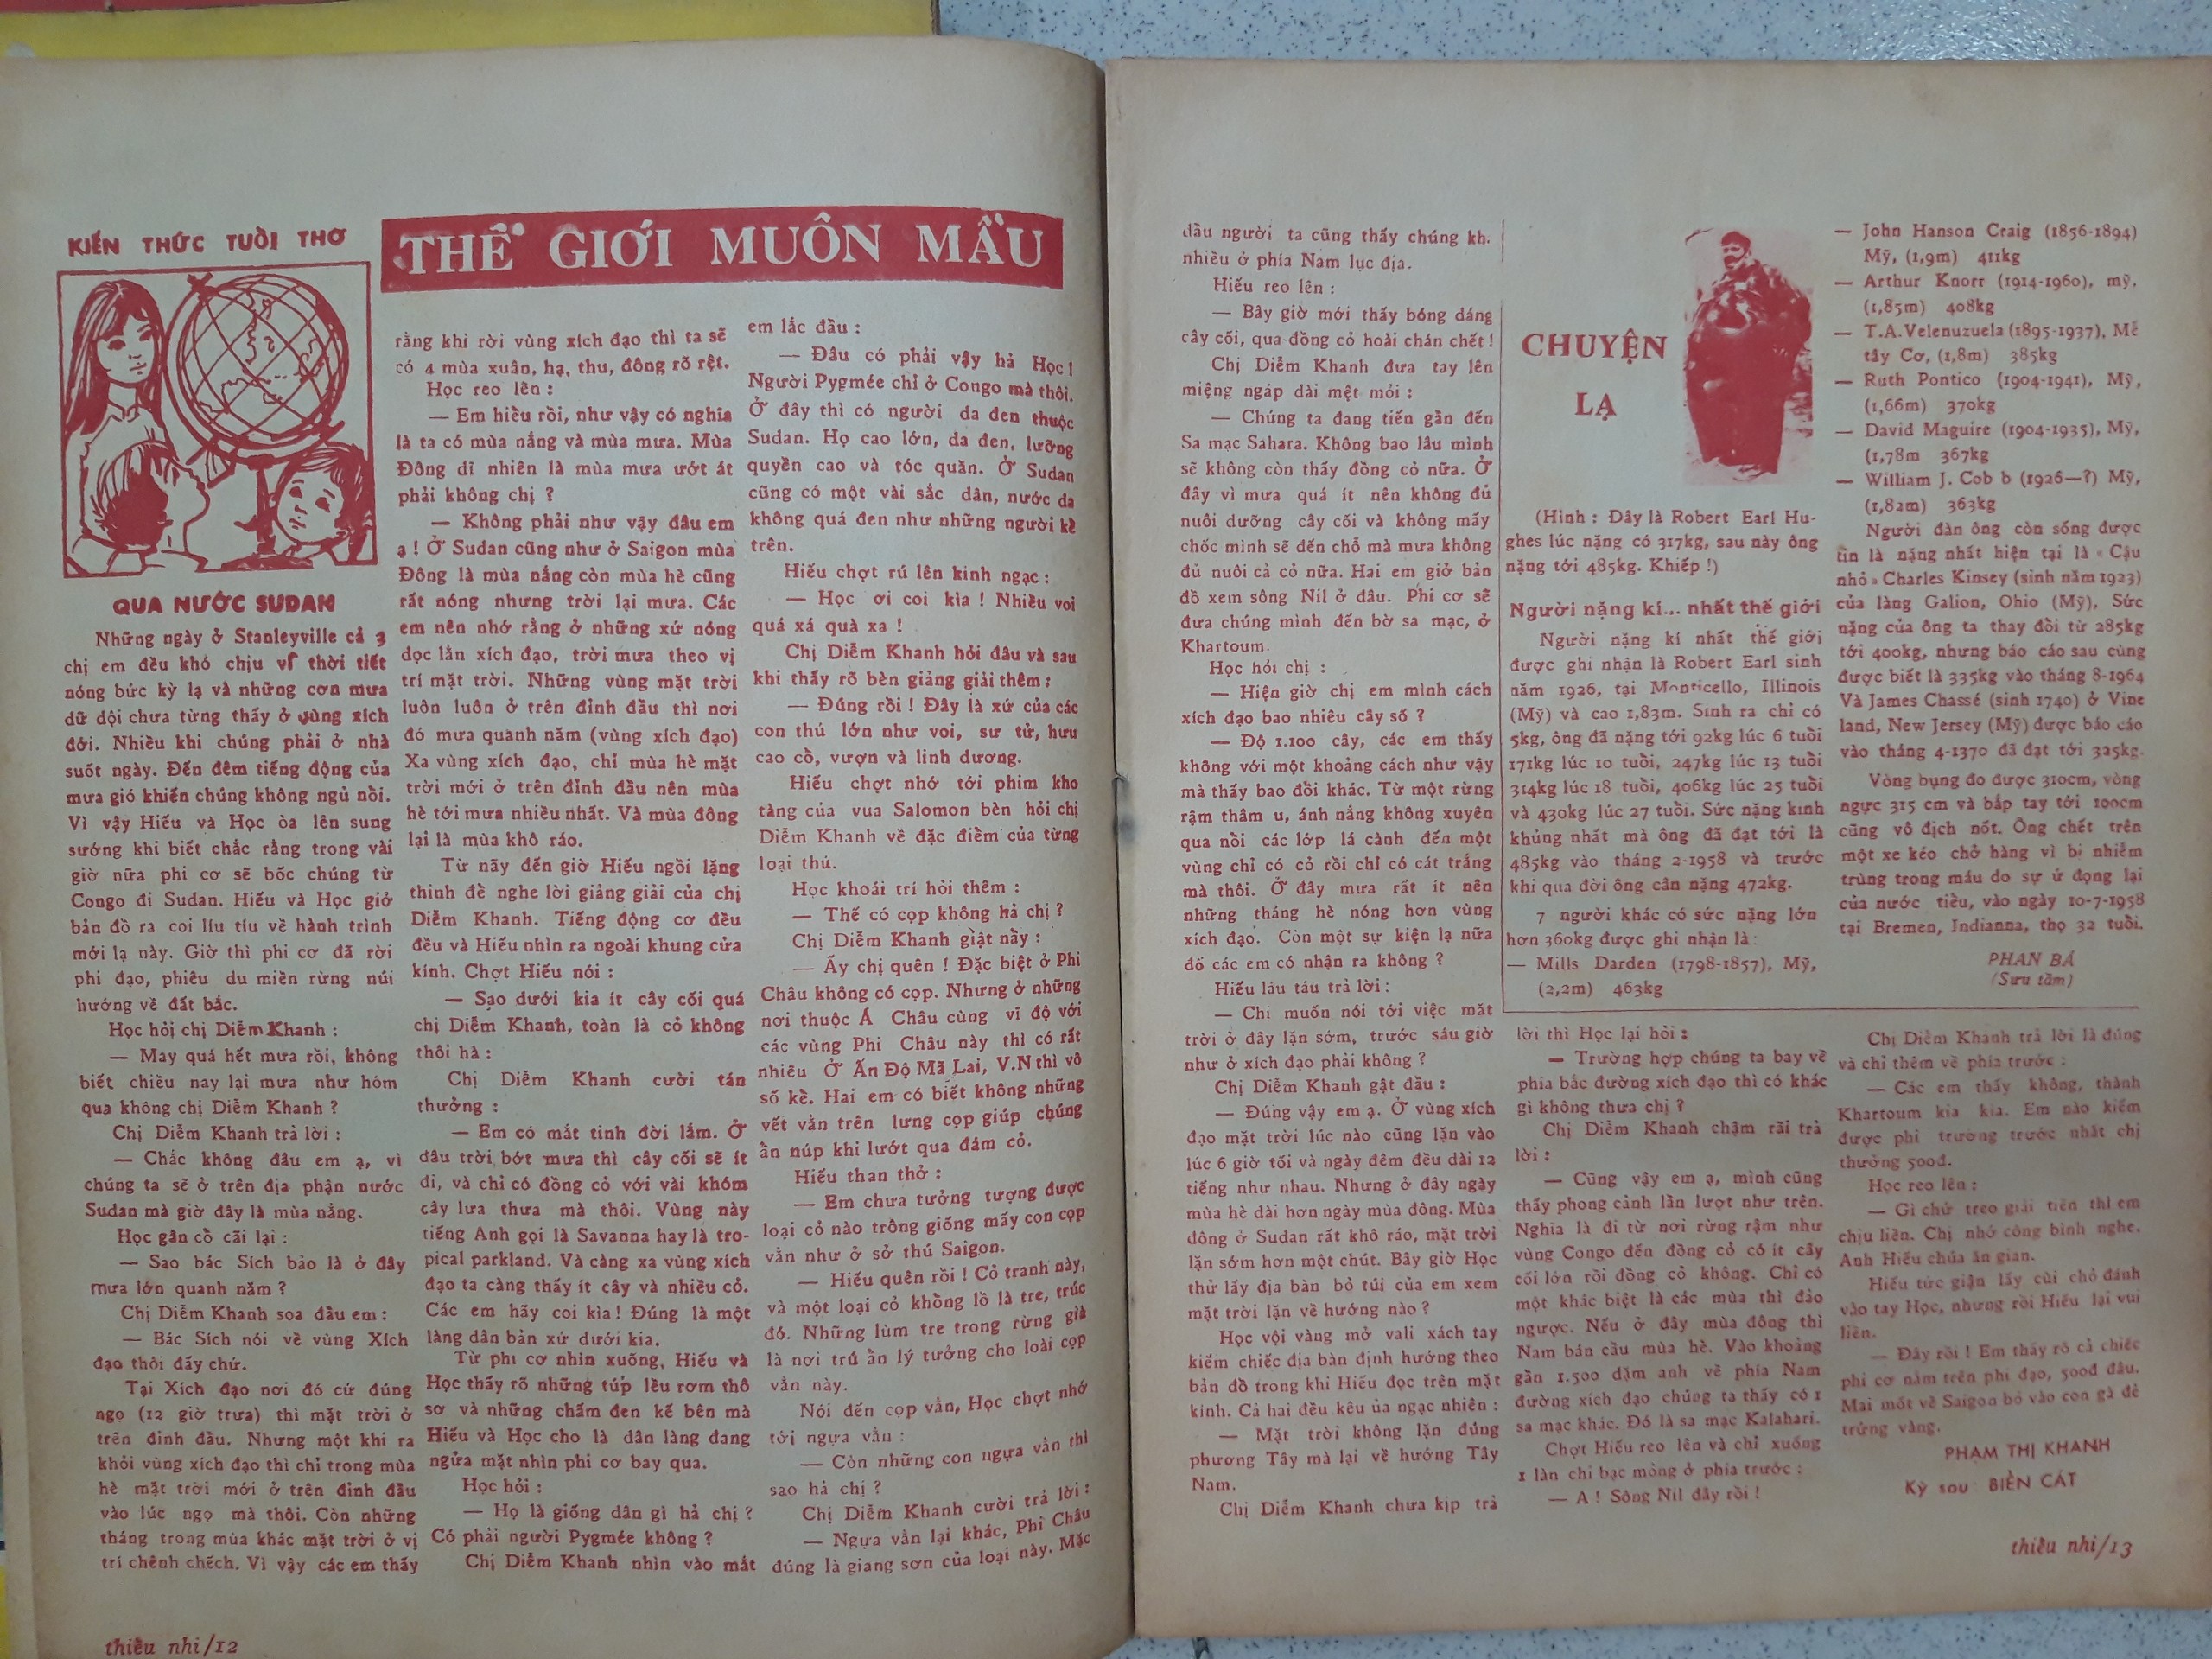 KIẾN THỨC TUỔI THƠ
THẾ GIỚI MUÔN MẦU
QUA NƯỚC SUDAN
Những ngày ở Stanleyville cả 3
chị em đều khó chịu vì thời tiết
nóng bức kỳ lạ và những cơn mưa
dữ dội chưa từng thấy ở vùng xích
đới. Nhiều khi chúng phải ở nhà
suốt ngày. Đến đêm tiếng động của
mưa gió khiến chúng không ngủ nổi.
Vì vậy Hiếu và Học òa lên sung
sướng khi biết chắc rằng trong vài
giờ nữa phi cơ sẽ bốc chúng từ
Congo đi Sudan. Hiếu và Học giở
bản đồ ra coi líu tíu về hành trình
mới lạ này. Giờ thì phi cơ đã rời
phi đạo, phiêu du miền rừng núi
hướng về đất bắc.
Học hỏi chị Diễm Khanh :
— May quá hết mưa rồi, không
biết chiều nay lại mưa như hóm
qua không chị Diễm Khanh ?
Chị Diễm Khanh trả lời :
— Chắc không đâu em ạ, vì
chúng ta sẽ ở trên địa phận nước
Sudan mà giờ đây là mùa nắng.
Học gân cổ cãi lại :
— Sao bác Sích bảo là ở đây
mưa lớn quanh năm ?
Chị Diễm Khanh soa đầu em :
— Bác Sích nói về vùng Xích
đạo thôi đấy chứ.
Tại Xích đạo nơi đó cứ đúng
ngọ (12 giờ trưa) thì mặt trời ở
trên đỉnh đầu. Nhưng một khi ra
khỏi vùng xích đạo thì chỉ trong mùa
hè mặt trời mới ở trên đỉnh đầu
vào lúc ngọ mà thôi. Còn những
tháng trong mùa khác mặt trời ở vị
trí chênh chếch. Vì vậy các em thấy
rằng khi rời vùng xích đạo thì ta sẽ
có 4 mùa xuân, hạ, thu, đông rõ rệt.
Học reo lên :
— Em hiểu rồi, như vậy có nghĩa
là ta có mùa nắng và mùa mưa. Mùa
Đông dĩ nhiên là mùa mưa ướt át
phải không chị ?
— Không phải như vậy đâu em
ạ ! Ở Sudan cũng như ở Saigon mùa
Đông là mùa nắng còn mùa hè cũng
rất nóng nhưng trời lại mưa. Các
em nên nhớ rằng ở những xứ nóng
dọc lằn xích đạo, trời mưa theo vị
trí mặt trời. Những vùng mặt trời
luôn luôn ở trên đỉnh đầu thì nơi
đó mưa quanh năm (vùng xích đạo)
Xa vùng xích đạo, chỉ mùa hè mặt
trời mới ở trên đỉnh đầu nên mùa
hè tới mưa nhiều nhất. Và mùa đông
lại là mùa khô ráo.
Từ nãy đến giờ Hiếu ngồi lặng
thinh để nghe lời giảng giải của chị
Diễm Khanh. Tiếng động cơ đều
đều và Hiếu nhìn ra ngoài khung cửa
kính. Chợt Hiếu nói :
— Sao dưới kia ít cây cối quá
chị Diễm Khanh, toàn là cỏ không
thôi hà :
Chị Diễm Khanh cười tán
thưởng :
— Em có mắt tinh đời lắm. Ở
đâu trời bớt mưa thì cây cối sẽ ít
đi, và chỉ có đồng cỏ với vài khóm
cây lưa thưa mà thôi. Vùng này
tiếng Anh gọi là Savanna hay là tro-
pical parkland. Và càng xa vùng xích
đạo ta càng thấy ít cây và nhiều cỏ.
Các em hãy coi kìa ! Đúng là một
làng dân bản xứ dưới kia.
Từ phi cơ nhìn xuống, Hiếu và
Học thấy rõ những túp lều rơm thô
sơ và những chấm đen kế bên mà
Hiếu và Học cho là dân làng đang
ngửa mặt nhìn phi cơ bay qua.
Học hỏi :
— Họ là giống dân gì hả chị ?
Có phải người Pygmée không ?
Chị Diễm Khanh nhìn vào mắt
em lắc đầu :
— Đâu có phải vậy hả Học !
Người Pygmée chỉ ở Congo mà thôi.
Ở đây thì có người da đen thuộc
Sudan. Họ cao lớn, da đen, lưỡng
quyền cao và tóc quăn. Ở Sudan
cũng có một vài sắc dân, nước da
không quá đen như những người kể
trên.
Hiếu chợt rú lên kinh ngạc :
— Học ơi coi kìa ! Nhiều voi
quá xá quà xa !
Chị Diễm Khanh hỏi đâu và sau
khi thấy rõ bèn giảng giải thêm :
— Đúng rồi ! Đây là xứ của các
con thú lớn như voi, sư tử, hưu
cao cồ, vượn và linh dương.
Hiếu chợt nhớ tới phim kho
tàng của vua Salomon bèn hỏi chị
Diễm Khanh về đặc điểm của từng
loại thú.
Học khoái trí hỏi thêm :
— Thế có cọp không hả chị ?
Chị Diễm Khanh giật nẩy :
— Ấy chị quên ! Đặc biệt ở Phi
Châu không có cọp. Nhưng ở những
nơi thuộc Á Châu cùng vĩ độ với
các vùng Phi Châu này thì có rất
nhiêu Ở Ấn Độ Mã Lai, V.N thì vô
số kể. Hai em có biết không những
vết vằn trên lưng cọp giúp chúng
ẩn núp khi lướt qua đám cỏ.
Hiếu than thở :
— Em chưa tưởng tượng được
loại cỏ nào trông giống mấy con cọp
vằn như ở sở thú Saigon.
— Hiếu quên rồi ! Cỏ tranh này,
và một loại cỏ khồng lồ là tre, trúc
đó. Những lùm tre trong rừng già
là nơi trú ẩn lý tưởng cho loài cọp
vằn này.
Nói đến cọp vằn, Học chợt nhớ
tới ngựa vằn :
— Còn những con ngựa vằn thì
sao hả chị ?
Chị Diễm Khanh cười trả lời :
— Ngựa vằn lại khác, Phi Châu
đúng là giang sơn của loại này. Mặc
thiếu nhi/12
dầu người ta cũng thấy chúng kh.
nhiều ở phía Nam lục địa.
Hiếu reo lên :
— Bây giờ mới thấy bóng dáng
cây cối, qua đồng cỏ hoài chán chết !
Chị Diễm Khanh đưa tay lên
miệng ngáp dài mệt mỏi :
— Chúng ta đang tiến gần đến
Sa mạc Sahara. Không bao lâu mình
sẽ không còn thấy đồng cỏ nữa. Ở
đây vì mưa quá ít nên không đủ
nuôi dưỡng cây cối và không mấy
chốc mình sẽ đến chỗ mà mưa không
đủ nuôi cả cỏ nữa. Hai em giở bản
đồ xem sông Nil ở đâu. Phi cơ sẽ
đưa chúng mình đến bờ sa mạc, ở
Khartoum.
Học hỏi chị :
— Hiện giờ chị em mình cách
xích đạo bao nhiêu cây số ?
— Độ 1.100 cây, các em thấy
không với một khoảng cách như vậy
mà thấy bao đổi khác. Từ một rừng
rậm thâm u, ánh nắng không xuyên
qua nổi các lớp lá cành đến một
vùng chỉ có cỏ rồi chỉ có cát trắng
mà thôi. Ở đây mưa rất ít nên
những tháng hè nóng hơn vùng
xích đạo. Còn một sự kiện lạ nữa
đố các em có nhận ra không ?
Hiếu láu táu trả lời :
— Chị muốn nói tới việc mặt
trời ở đây lặn sớm, trước sáu giờ
như ở xích đạo phải không ?
Chị Diễm Khanh gật đầu :
— Đúng vậy em ạ. Ở vùng xích
đạo mặt trời lúc nào cũng lặn vào
lúc 6 giờ tối và ngày đêm đều dài 12
tiếng như nhau. Nhưng ở đây ngày
mùa hè dài hơn ngày mùa đông. Mùa
đông ở Sudan rất khô ráo, mặt trời
lặn sớm hơn một chút. Bây giờ Học
thử lấy địa bàn bỏ túi của em xem
mặt trời lặn về hướng nào ?
Học vội vàng mở vali xách tay
kiếm chiếc địa bàn định hướng theo
bản đồ trong khi Hiếu đọc trên mặt
kính. Cả hai đều kêu ủa ngạc nhiên :
— Mặt trời không lặn đúng
phương Tây mà lại về hướng Tây
Nam.
Chị Diễm Khanh chưa kịp trả
CHUYỆN
LẠ
(Hình : Đây là Robert Earl Hu-
ghes lúc nặng có 317kg, sau này ông
nặng tới 485kg. Khiếp !)
Người nặng kí... nhất thế giới
Người nặng kí nhất thế giới
được ghi nhận là Robert Earl sinh
năm 1926, tại Monticello, Illinois
(Mỹ) và cao 1,83m. Sinh ra chỉ có
5kg, ông đã nặng tới 92kg lúc 6 tuổi
171kg lúc 10 tuổi, 247kg lúc 13 tuổi
314kg lúc 18 tuổi, 406kg lúc 25 tuổi
và 430kg lúc 27 tuổi. Sức nặng kinh
khủng nhất mà ông đã đạt tới là
485kg vào tháng 2-1958 và trước
khi qua đời ông cân nặng 472kg.
7 người khác có sức nặng lớn
hơn 360kg được ghi nhận là :
— Mills Darden (1798-1857), Mỹ,
(2,2m) 463kg
— John Hanson Craig (1856-1894)
Mỹ, (1,9m) 411kg
— Arthur Knorr (1914-1960), mỹ,
(1,85m) 408kg
— T.A.Velenuzuela (1895-1937), Mễ
tây Cơ, (1,8m) 385kg
— Ruth Pontico (1904-1941), Mỹ,
(1,66m) 370kg
— David Maguire (1904-1935), Mỹ,
(1,78m 367kg
— William J. Cob b (1926—?) Mỹ,
(1,82m) 363kg
Người đàn ông còn sống được
tin là nặng nhất hiện tại là « Cậu
nhỏ » Charles Kinsey (sinh năm 1923)
của làng Galion, Ohio (Mỹ), Sức
nặng của ông ta thay đổi từ 285kg
tới 400kg, nhưng báo cáo sau cùng
được biết là 335kg vào tháng 8-1964
Và James Chassé (sinh 1740) ở Vine
land, New Jersey (Mỹ) được báo cáo
vào tháng 4-1370 đã đạt tới 325kg.
Vòng bụng đo được 310cm, vòng
ngực 315 cm và bắp tay tới 100cm
cũng vô địch nốt. Ông chết trên
một xe kéo chở hàng vì bị nhiễm
trùng trong máu do sự ứ đọng lại
của nước tiểu, vào ngày 10-7-1958
tại Bremen, Indianna, thọ 32 tuổi.
PHAN BÁ
(Sưu tầm)
lời thì Học lại hỏi :
— Trường hợp chúng ta bay về
phía bắc đường xích đạo thì có khác
gì không thưa chị ?
Chị Diễm Khanh chậm rãi trả
lời :
— Cũng vậy em ạ, mình cũng
thấy phong cảnh lần lượt như trên.
Nghĩa là đi từ nơi rừng rậm như
vùng Congo đến đồng cỏ có ít cây
cối lớn rồi đồng cỏ không. Chỉ có
một khác biệt là các mùa thì đảo
ngược. Nếu ở đây mùa đông thì
Nam bán cầu mùa hè. Vào khoảng
gần 1.500 dặm anh về phía Nam
đường xích đạo chúng ta thấy có 1
sa mạc khác. Đó là sa mạc Kalahari.
Chợt Hiếu reo lên và chỉ xuống
1 làn chỉ bạc mỏng ở phía trước :
— A ! Sông Nil đây rồi !
Chị Diễm Khanh trả lời là đúng
và chỉ thêm về phía trước :
— Các em thấy không, thành
Khartoum kia kìa. Em nào kiếm
được phi trường trước nhất chị
thưởng 500đ.
Học reo lên :
— Gì chứ treo giải tiền thì em
chịu liền. Chị nhớ công bình nghe.
Anh Hiếu chúa ăn gian.
Hiếu tức giận lấy cùi chỏ đánh
vào tay Học, nhưng rồi Hiếu lại vui
liền.
— Đây rồi ! Em thấy rõ cả chiếc
phi cơ nằm trên phi đạo, 500đ đâu.
Mai mốt về Saigon bỏ vào con gà đẻ
trứng vàng.
PHẠM THỊ KHANH
Kỳ sau : BIỂN CÁT
thiếu nhi/13